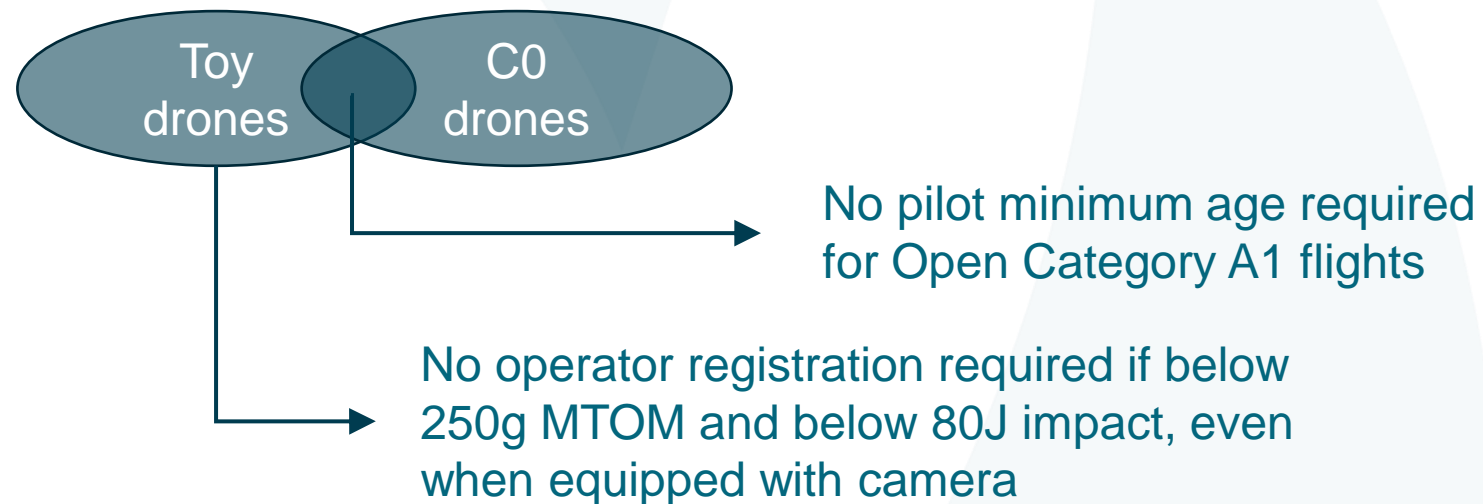 Toy
drones
C0
drones
No pilot minimum age required
for Open Category A1 flights
No operator registration required if below
250g MTOM and below 80J impact, even
when equipped with camera